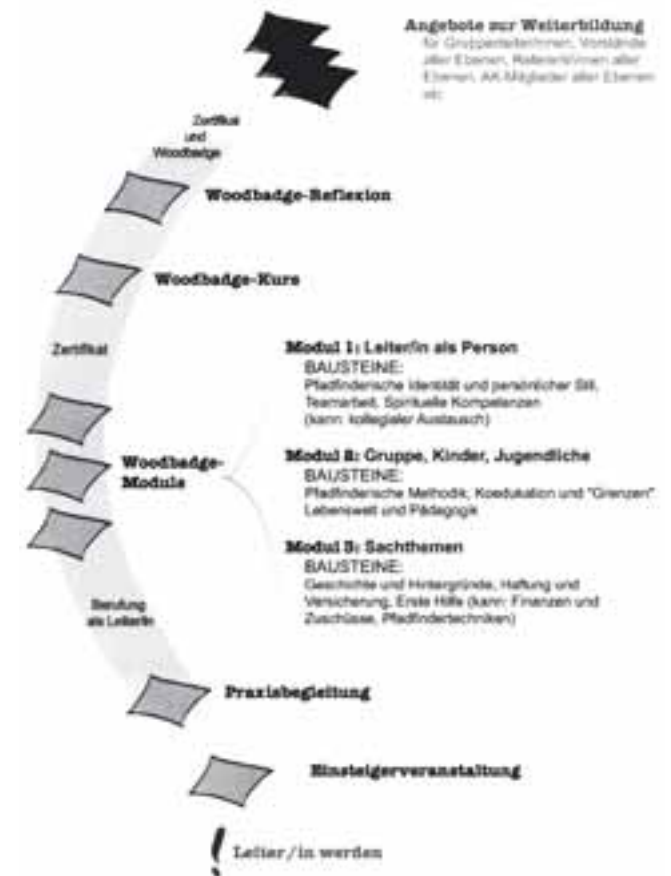 Angebote zur Weiterbildung
für Gruppenleiter/innen, Vorstände
aller Ebenen, Referent/innen aller
Ebenen, AK-Mitglieder aller Ebenen
etc.
Zertifikat
und
Woodbadge
Woodbadge-Reflexion
Woodbadge-Kurs
Zertifikat
Modul 1: Leiter/in als Person
BAUSTEINE:
Pfadfinderische Identität und persönlicher Stil,
Teamarbeit, Spirituelle Kompetenzen
(kann: kollegialer Austausch)
Woodbadge-
Module
Modul 2: Gruppe, Kinder, Jugendliche
BAUSTEINE:
Pfadfinderische Methodik, Koedukation und "Grenzen"
Lebenswelt und Pädagogik
Modul 3: Sachthemen
BAUSTEINE:
Geschichte und Hintergründe, Haftung und
Versicherung, Erste Hilfe (kann: Finanzen und
Zuschüsse, Pfadfindertechniken)
Berufung
als Leiter/in
Praxisbegleitung
Einsteigerveranstaltung
! Leiter/in werden